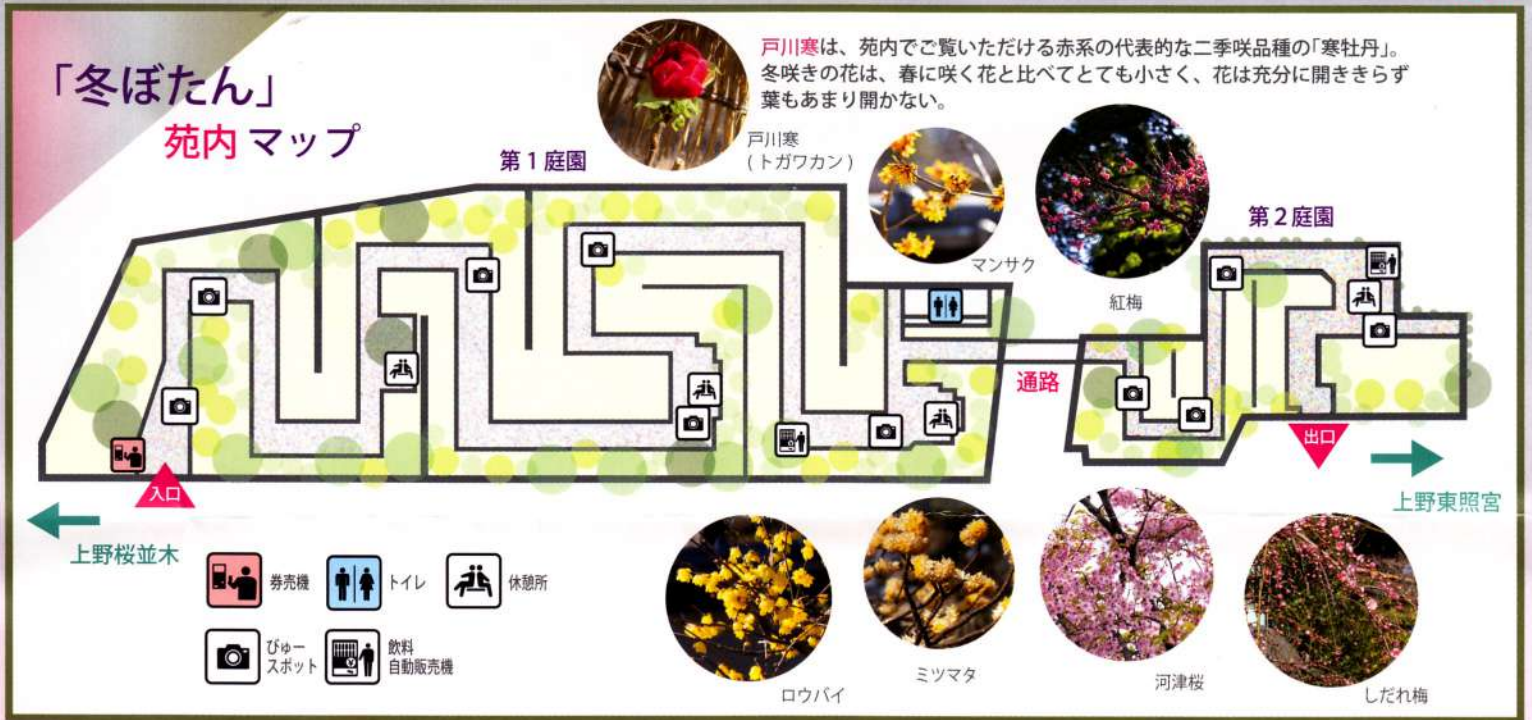 「冬ぼたん」
苑内 マップ
戸川寒は、苑内でご覧いただける赤系の代表的な二季咲品種の「寒牡丹」。
冬咲きの花は、春に咲く花と比べてとても小さく、花は充分に開ききらず
葉もあまり開かない。
戸川寒
(トガワカン)
第1庭園
マンサク
紅梅
第2庭園
通路
入口
出口
上野桜並木
上野東照宮
券売機
トイレ
休憩所
びゅー
スポット
飲料
自動販売機
ロウバイ
ミツマタ
河津桜
しだれ梅